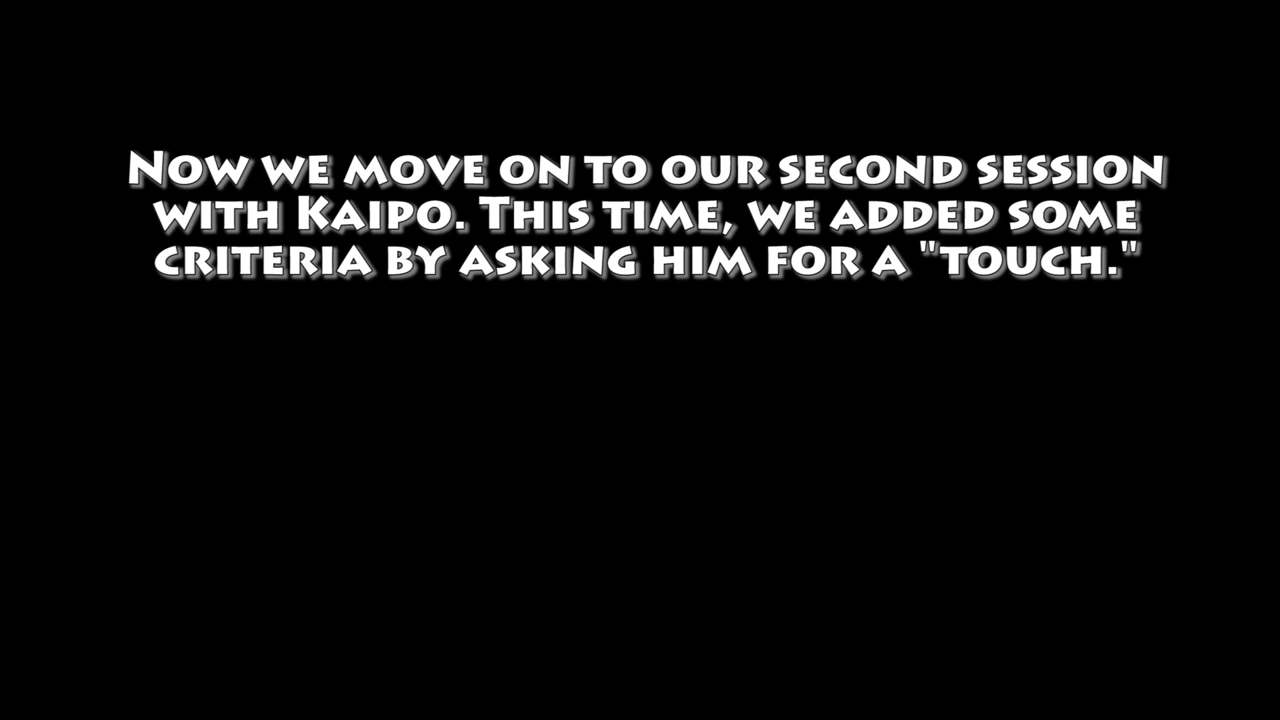 Now we move on to our second session
with Kaipo. This time, we added some
criteria by asking him for a "touch."